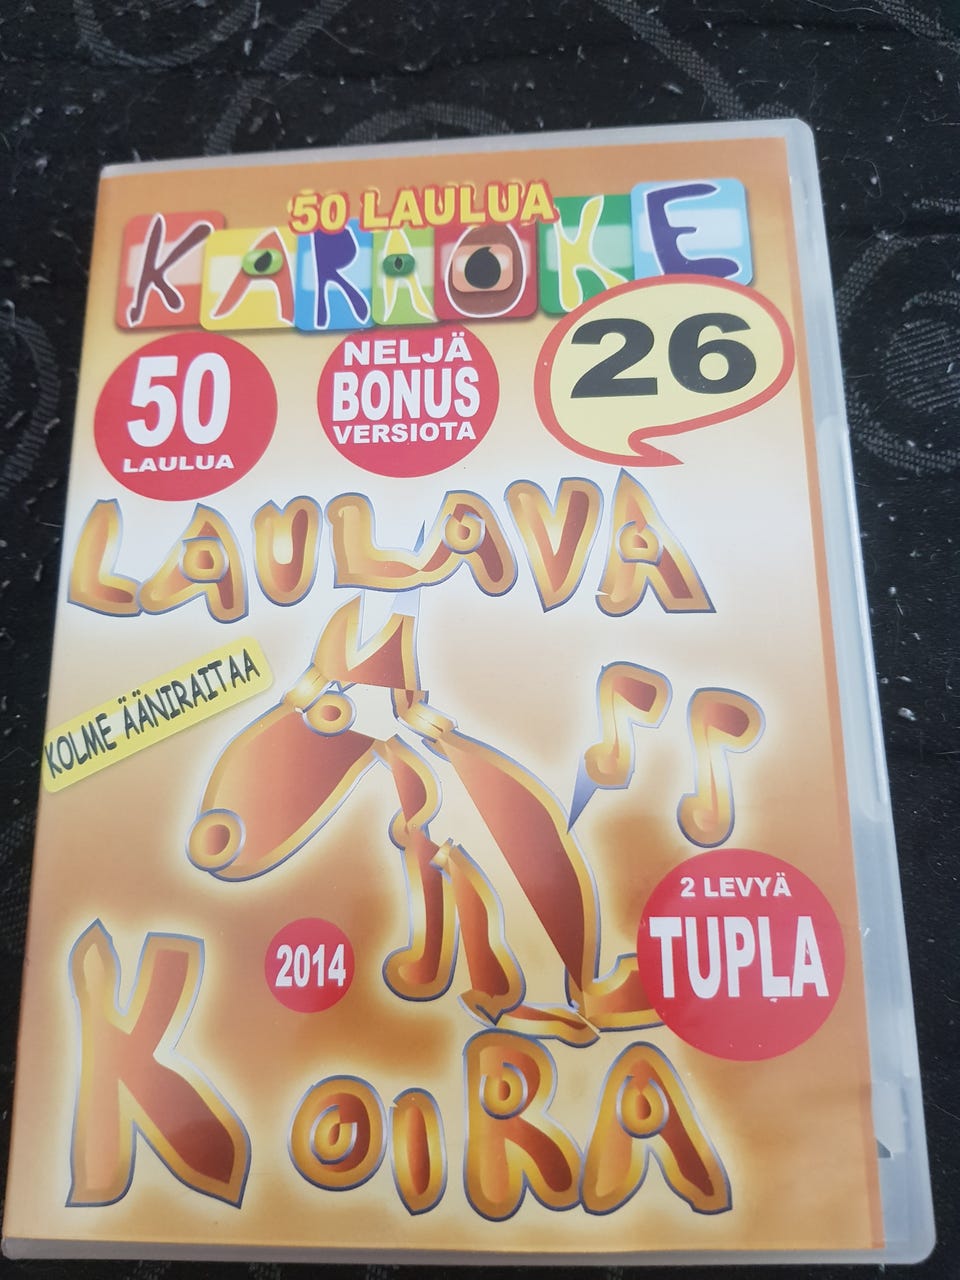 50 LAULUA
KARAOKE
50
LAULUA
NELJÄ
BONUS
VERSIOTA
26
LAULAVA
KOLME ÄÄNIRAITAA
2014
2 LEVYÄ
TUPLA
KOIRA